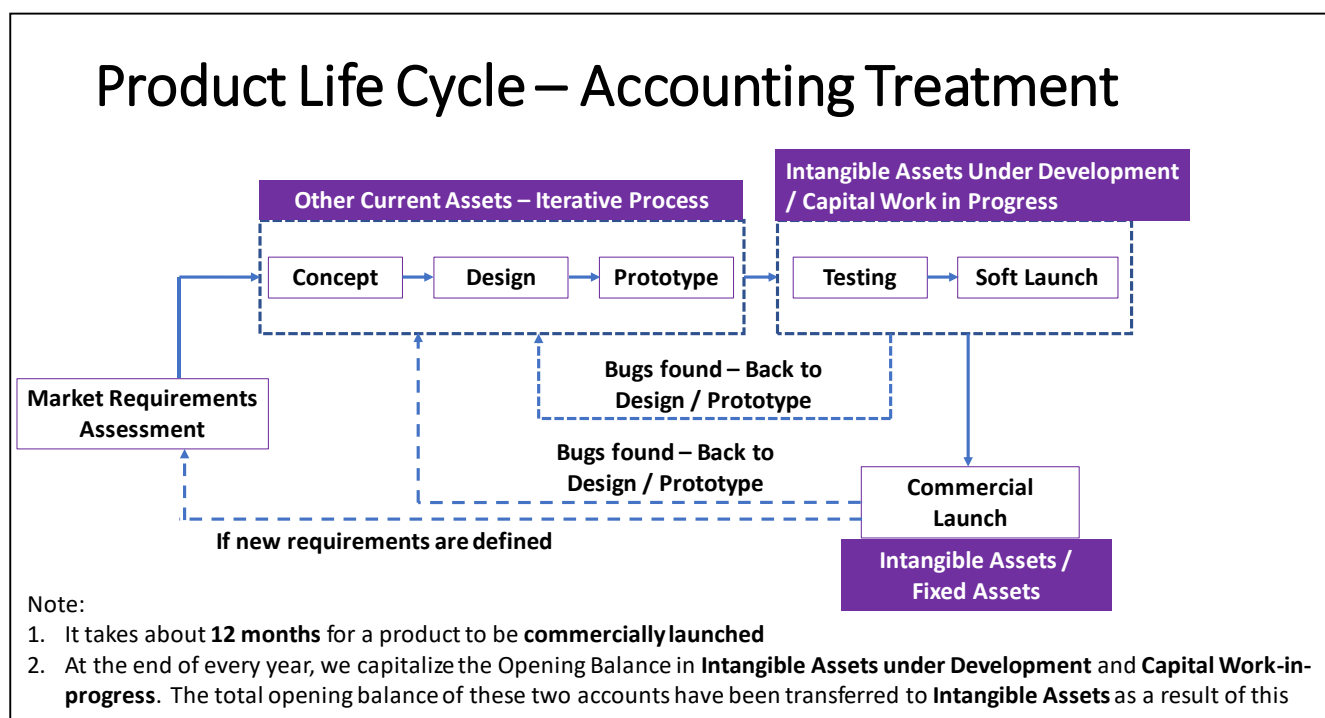 Product Life Cycle – Accounting Treatment
Intangible Assets Under Development
/ Capital Work in Progress
Other Current Assets – Iterative Process
Concept
Design
Prototype
Testing
Soft Launch
Bugs found – Back to
Design / Prototype
Market Requirements
Assessment
Bugs found – Back to
Design / Prototype
Commercial
Launch
If new requirements are defined
Intangible Assets /
Fixed Assets
Note:
1. It takes about 12 months for a product to be commercially launched
2. At the end of every year, we capitalize the Opening Balance in Intangible Assets under Development and Capital Work-in-
progress. The total opening balance of these two accounts have been transferred to Intangible Assets as a result of this